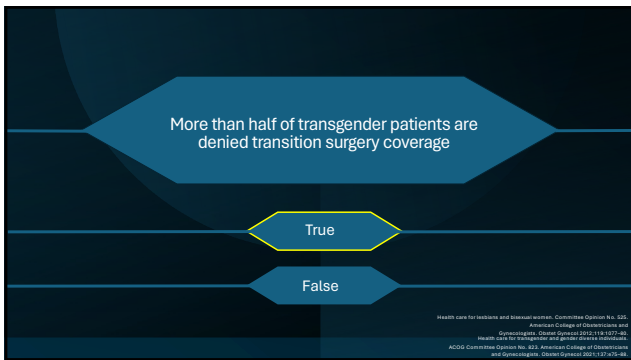 More than half of transgender patients are
denied transition surgery coverage
True
False
Health care for lesbians and bisexual women. Committee Opinion No. 525.
American College of Obstetricians and
Gynecologists. Obstet Gynecol 2012;119:1077–80.
Health care for transgender and gender diverse individuals.
ACOG Committee Opinion No. 823. American College of Obstetricians
and Gynecologists. Obstet Gynecol 2021;137:e75–88.